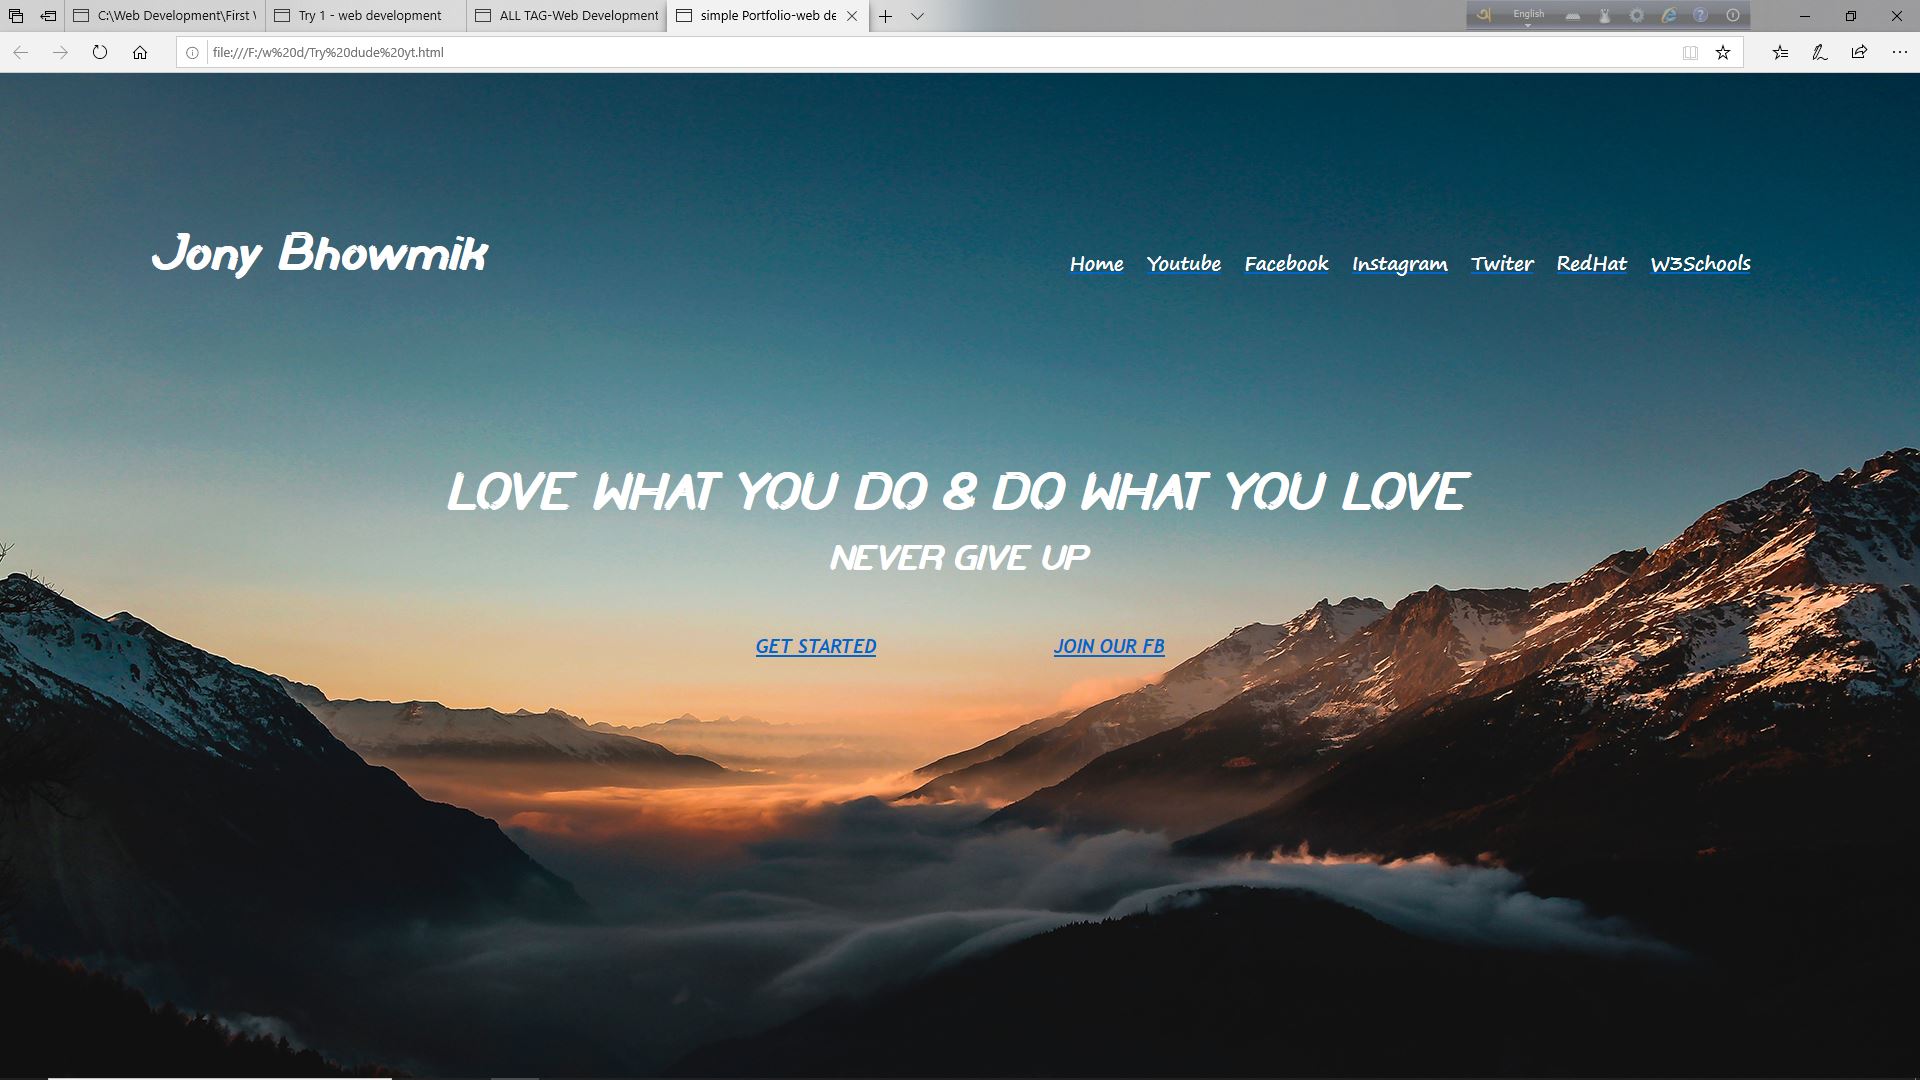 C:\Web Development\First
Try 1 - web development
ALL TAG-Web Development
simple Portfolio-web de
English
file:///F:/w%20d/Try%20dude%20yt.html
Jony Bhowmik
Home Youtube Facebook Instagram Twiter RedHat W3Schools
LOVE WHAT YOU DO & DO WHAT YOU LOVE
NEVER GIVE UP
GET STARTED JOIN OUR FB